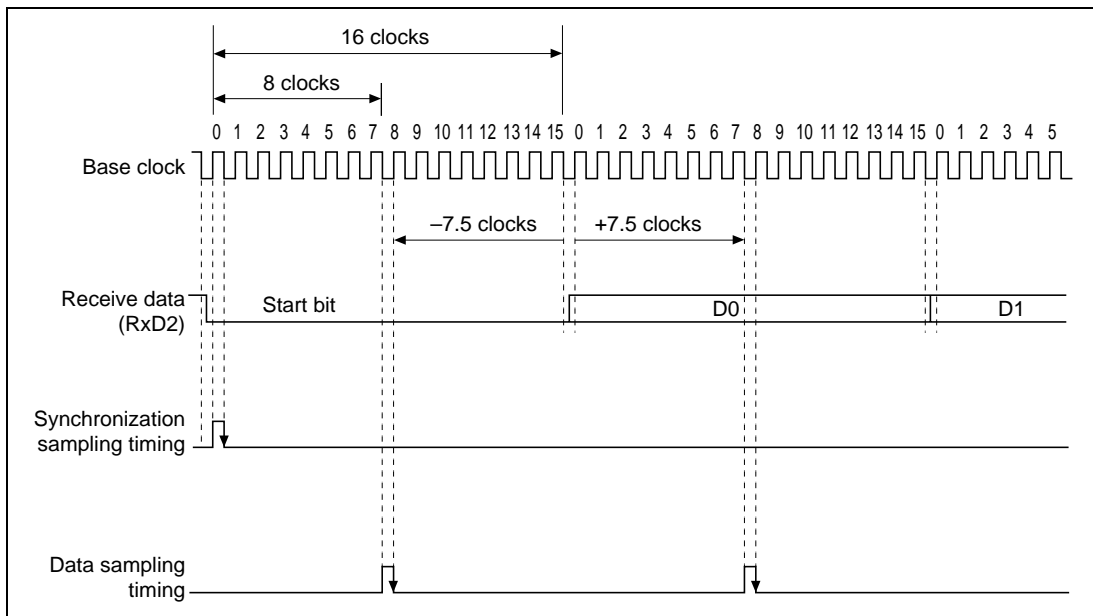 16 clocks
8 clocks
0 1 2 3 4 5 6 7 8 9 10 11 12 13 14 15 0 1 2 3 4 5 6 7 8 9 10 11 12 13 14 15 0 1 2 3 4 5
Base clock
–7.5 clocks
+7.5 clocks
Receive data
(RxD2)
Start bit
D0
D1
Synchronization
sampling timing
Data sampling
timing